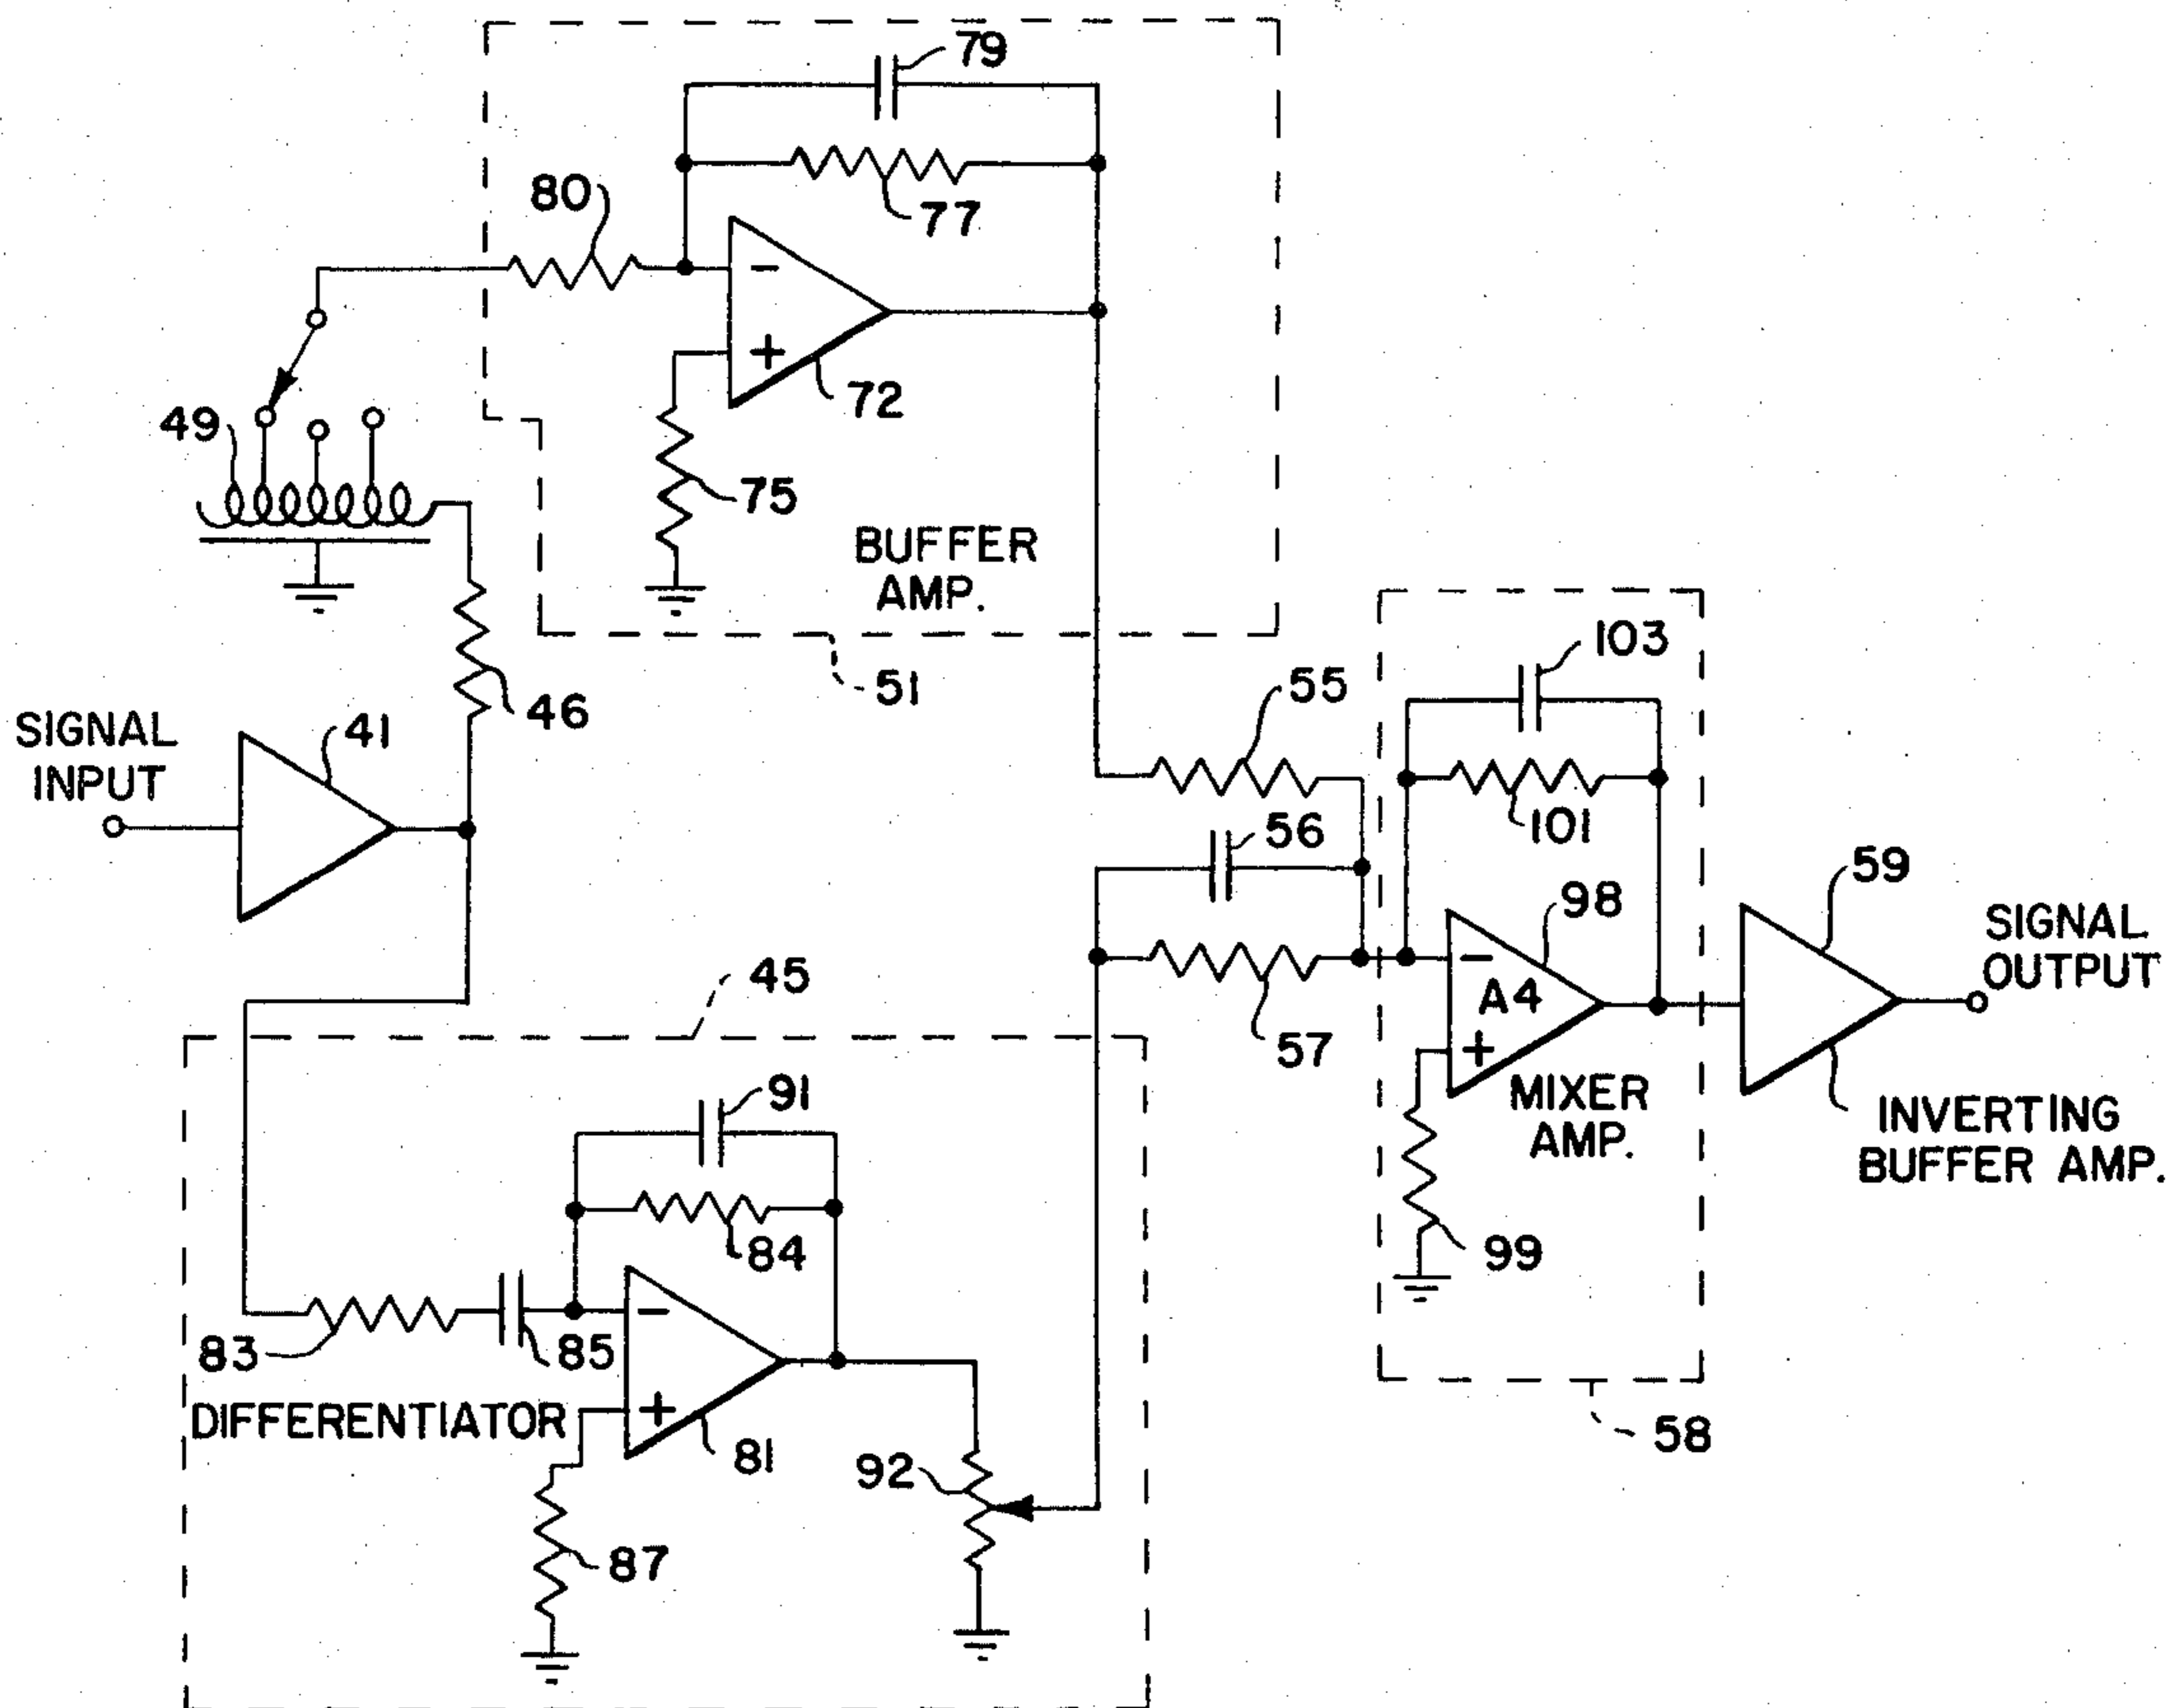 79
80
77
72
49
75
BUFFER
AMP.
51
46
41
SIGNAL
INPUT
55
103
101
56
59
98
SIGNAL
OUTPUT
A4
57
45
MIXER
AMP.
INVERTING
BUFFER AMP.
91
84
99
83
85
DIFFERENTIATOR
81
92
58
87
-
+
-
+
-
+